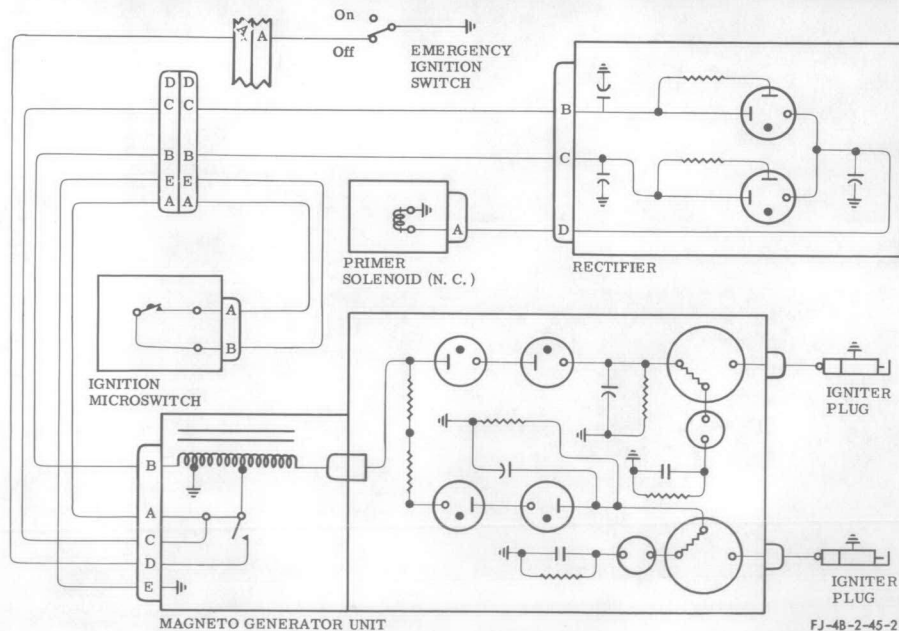 On
Off
A A
EMERGENCY
IGNITION
SWITCH
D D
C C
B B
E E
A A
B
C
D
RECTIFIER
A
PRIMER
SOLENOID (N. C.)
A
B
IGNITION
MICROSWITCH
B
A
C
D
E
MAGNETO GENERATOR UNIT
IGNITER
PLUG
IGNITER
PLUG
FJ-4B-2-45-2